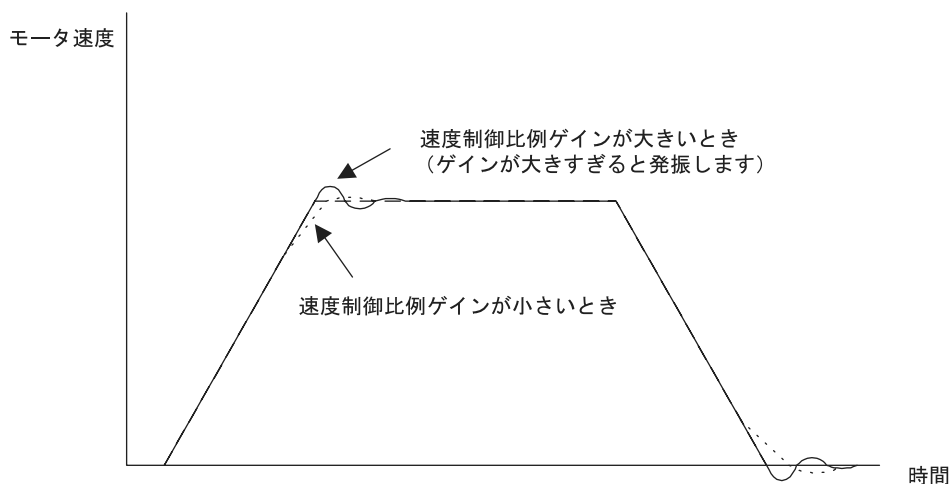 モータ速度
速度制御比例ゲインが大きいとき
（ゲインが大きすぎると発振します）
速度制御比例ゲインが小さいとき
時間